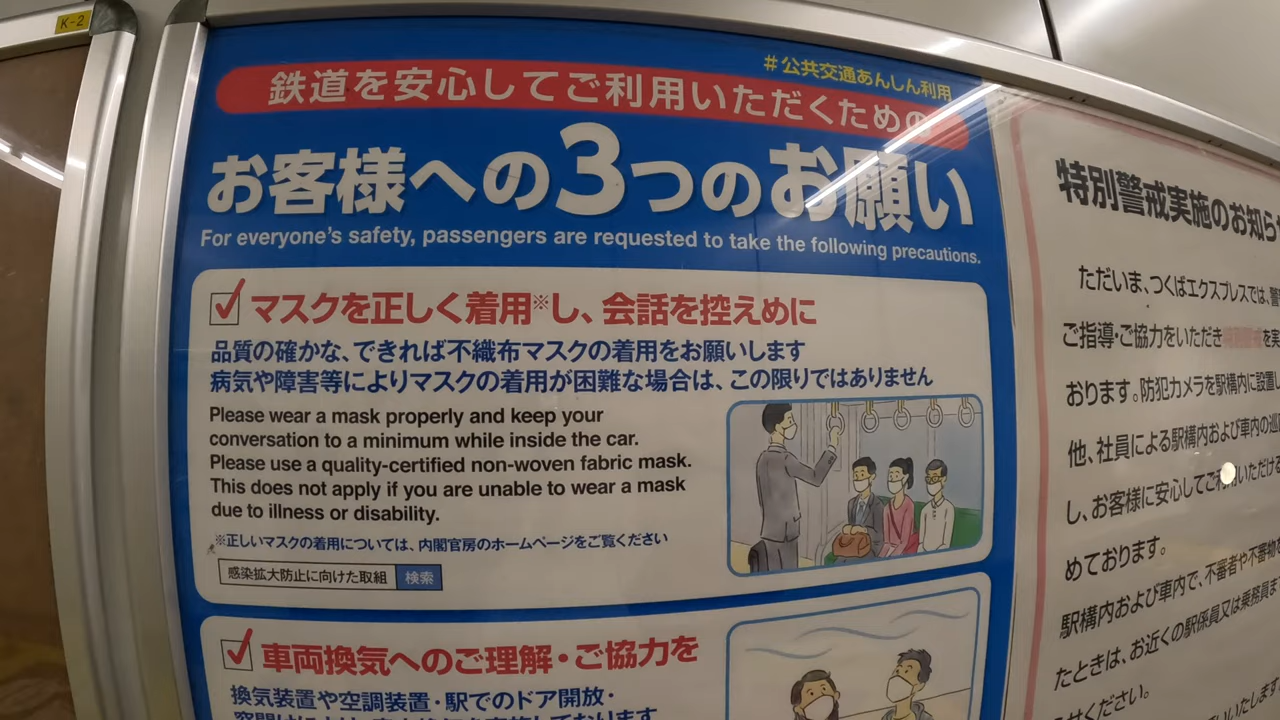 K-2
#公共交通あんしん利用
鉄道を安心してご利用いただくための
お客様への3つのお願い
For everyone's safety, passengers are requested to take the following precautions.
マスクを正しく着用※し、会話を控えめに
品質の確かな、できれば不織布マスクの着用をお願いします
病気や障害等によりマスクの着用が困難な場合は、この限りではありません
Please wear a mask properly and keep your
conversation to a minimum while inside the car.
Please use a quality-certified non-woven fabric mask.
This does not apply if you are unable to wear a mask
due to illness or disability.
※正しいマスクの着用については、内閣官房のホームページをご覧ください
感染拡大防止に向けた取組 検索
車両換気へのご理解・ご協力を
換気装置や空調装置・駅でのドア開放・
特別警戒実施のお知ら
ただいま、つくばエクスプレスでは、警
ご指導・ご協力をいただき を実
おります。防犯カメラを駅構内に設置し
他、社員による駅構内および車内の巡
し、お客様に安心してご利用いただける
めております。
駅構内および車内で、不審者や不審物を
たときは、お近くの駅係員又は乗務員ま
せください。